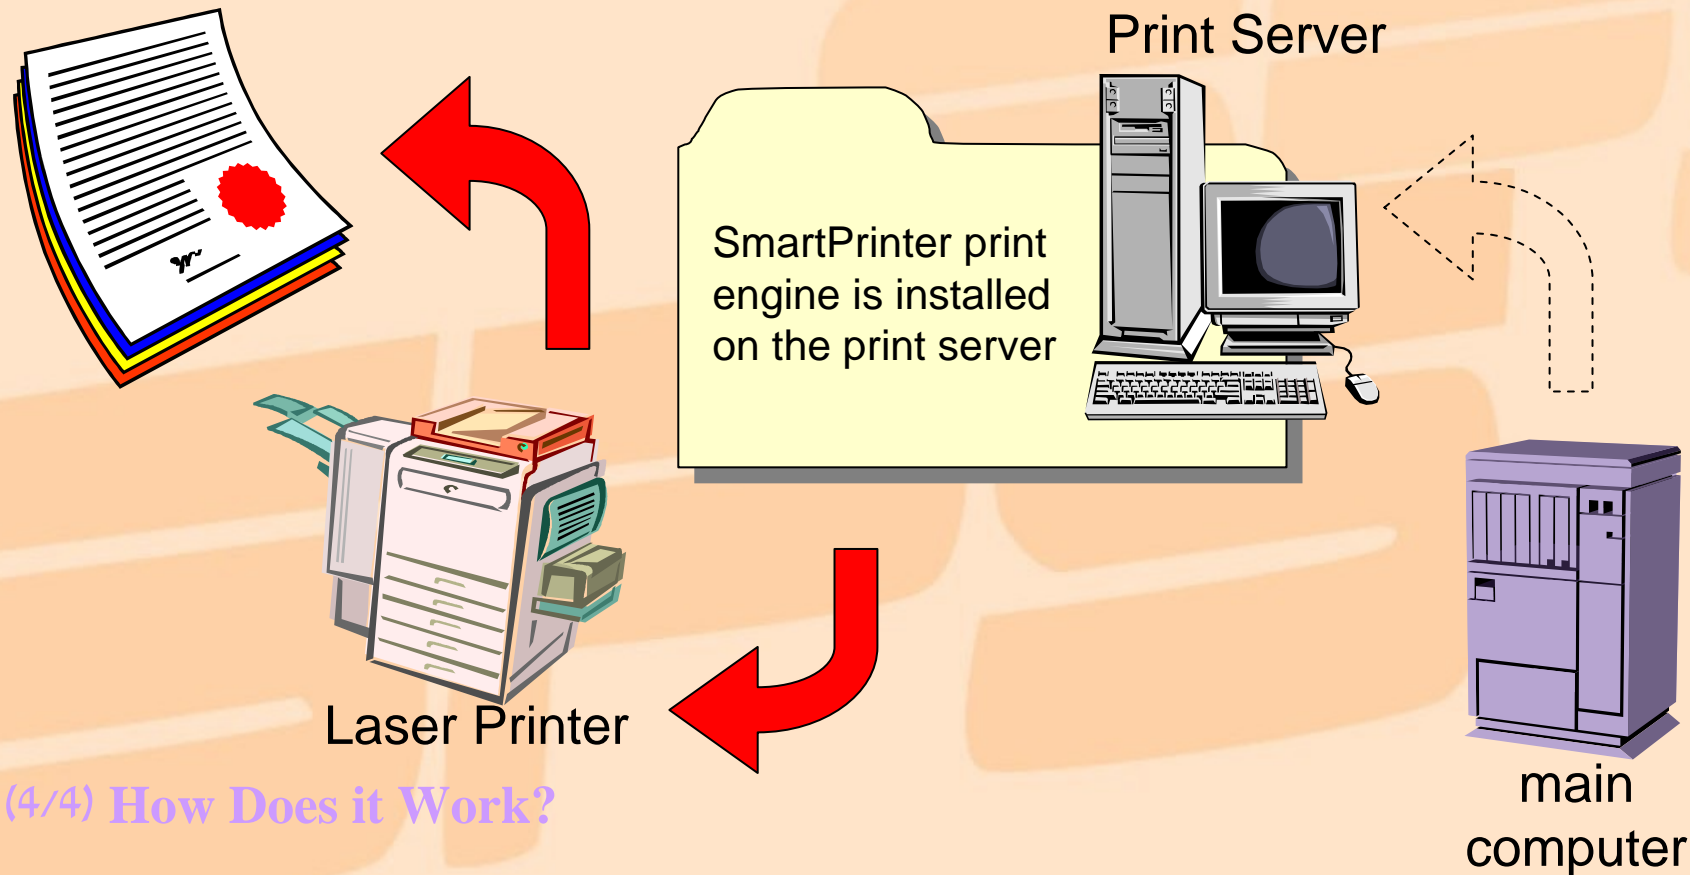 Print Server
SmartPrinter print
engine is installed
on the print server
Laser Printer
(4/4) How Does it Work?
main
computer